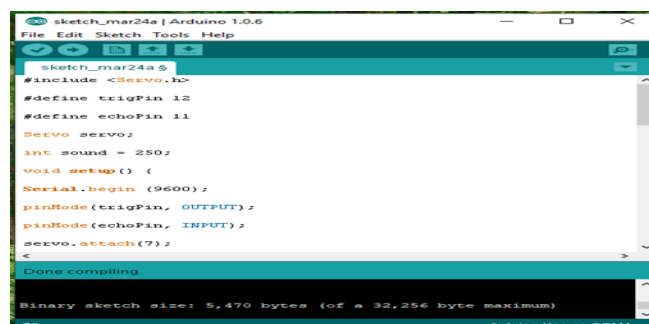 sketch_mar24a | Arduino 1.0.6
File Edit Sketch Tools Help
sketch_mar24a §
#include <Servo.h>
#define trigPin 12
#define echoPin 11
Servo servo;
int sound = 250;
void setup() {
Serial.begin (9600);
pinMode(trigPin, OUTPUT);
pinMode(echoPin, INPUT);
servo.attach(7);
Done compiling.
Binary sketch size: 5,470 bytes (of a 32,256 byte maximum)